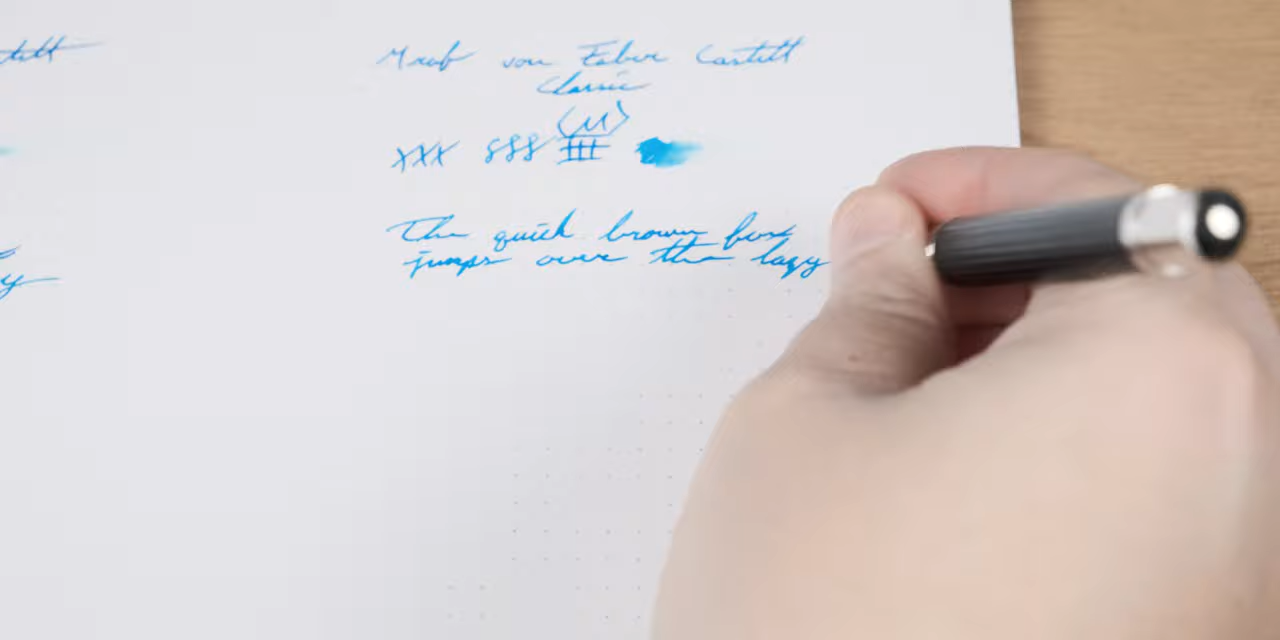 Graf von Faber Castell
Classic
(M)
xxx 888 ###
The quick brown fox
jumps over the lazy